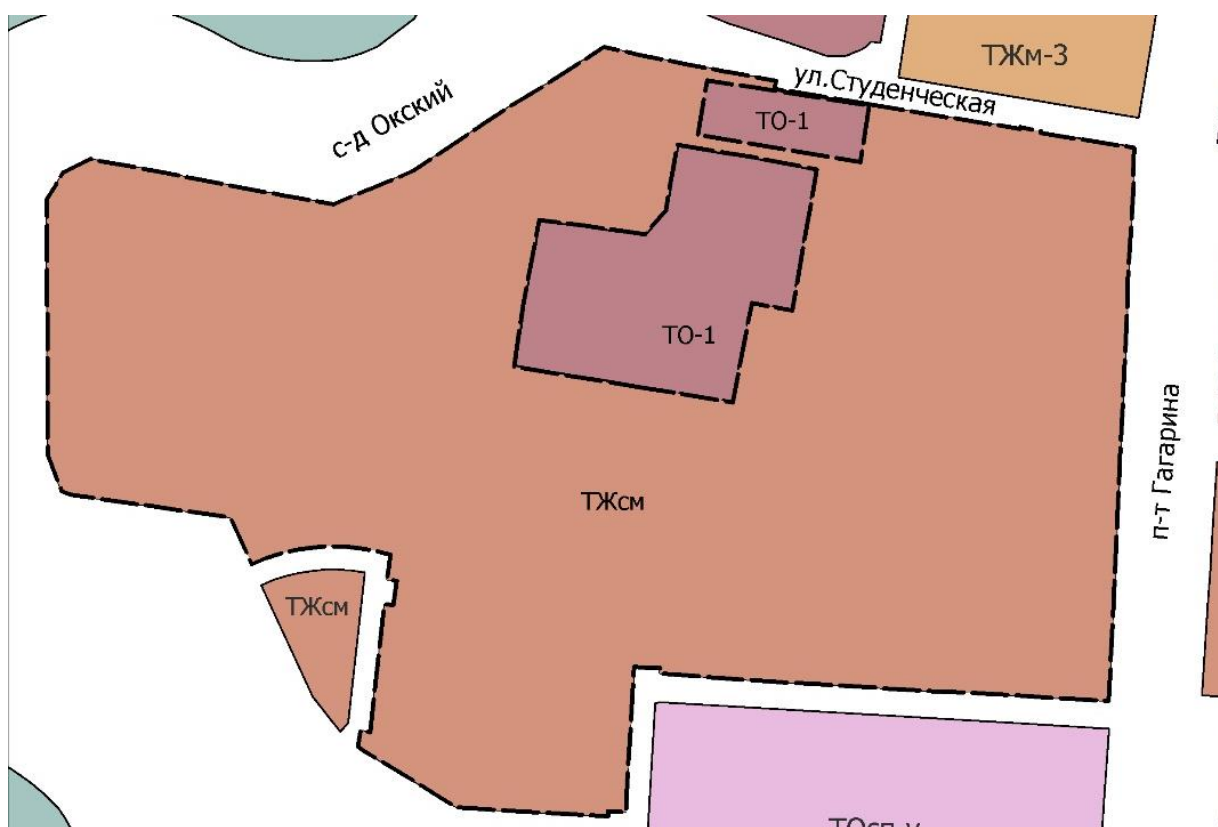 ТЖм-3
ул.Студенческая
с-д Окский
ТО-1
ТО-1
п-т Гагарина
ТЖсм
ТЖсм